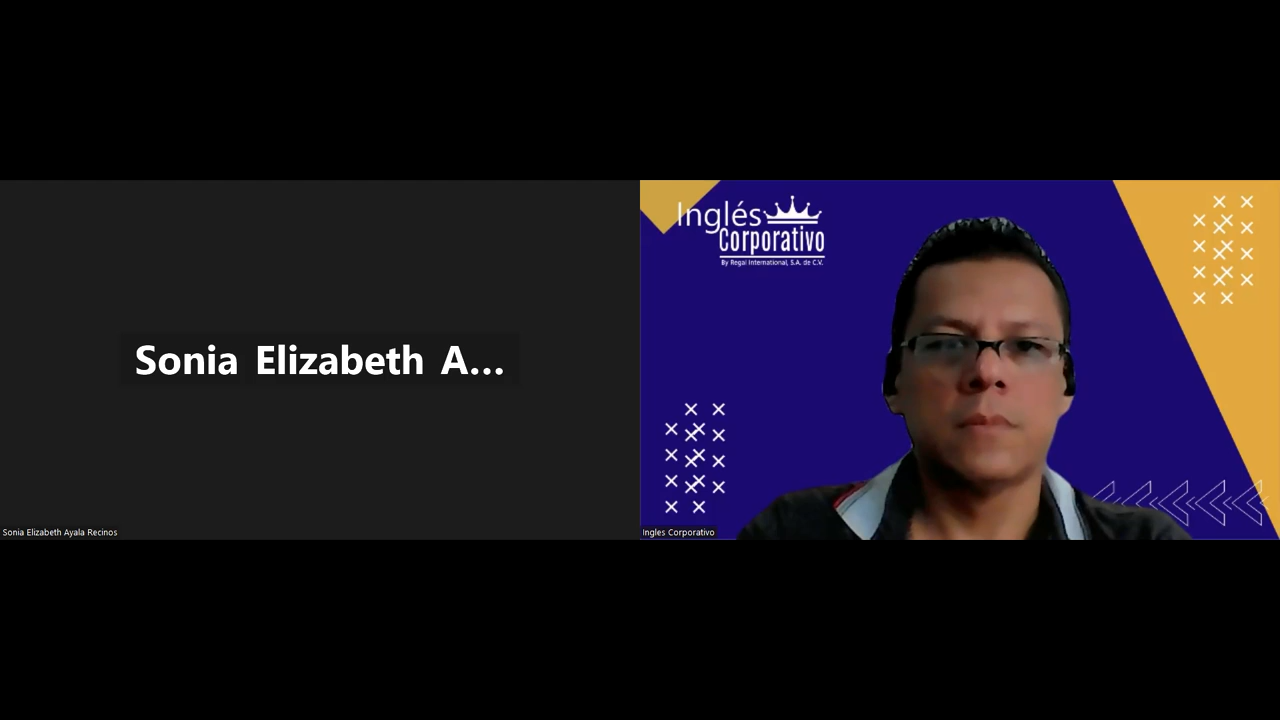 Sonia Elizabeth A...
Sonia Elizabeth Ayala Recinos
Inglés
Corporativo
By Regal International, S.A. de C.V.
Ingles Corporativo